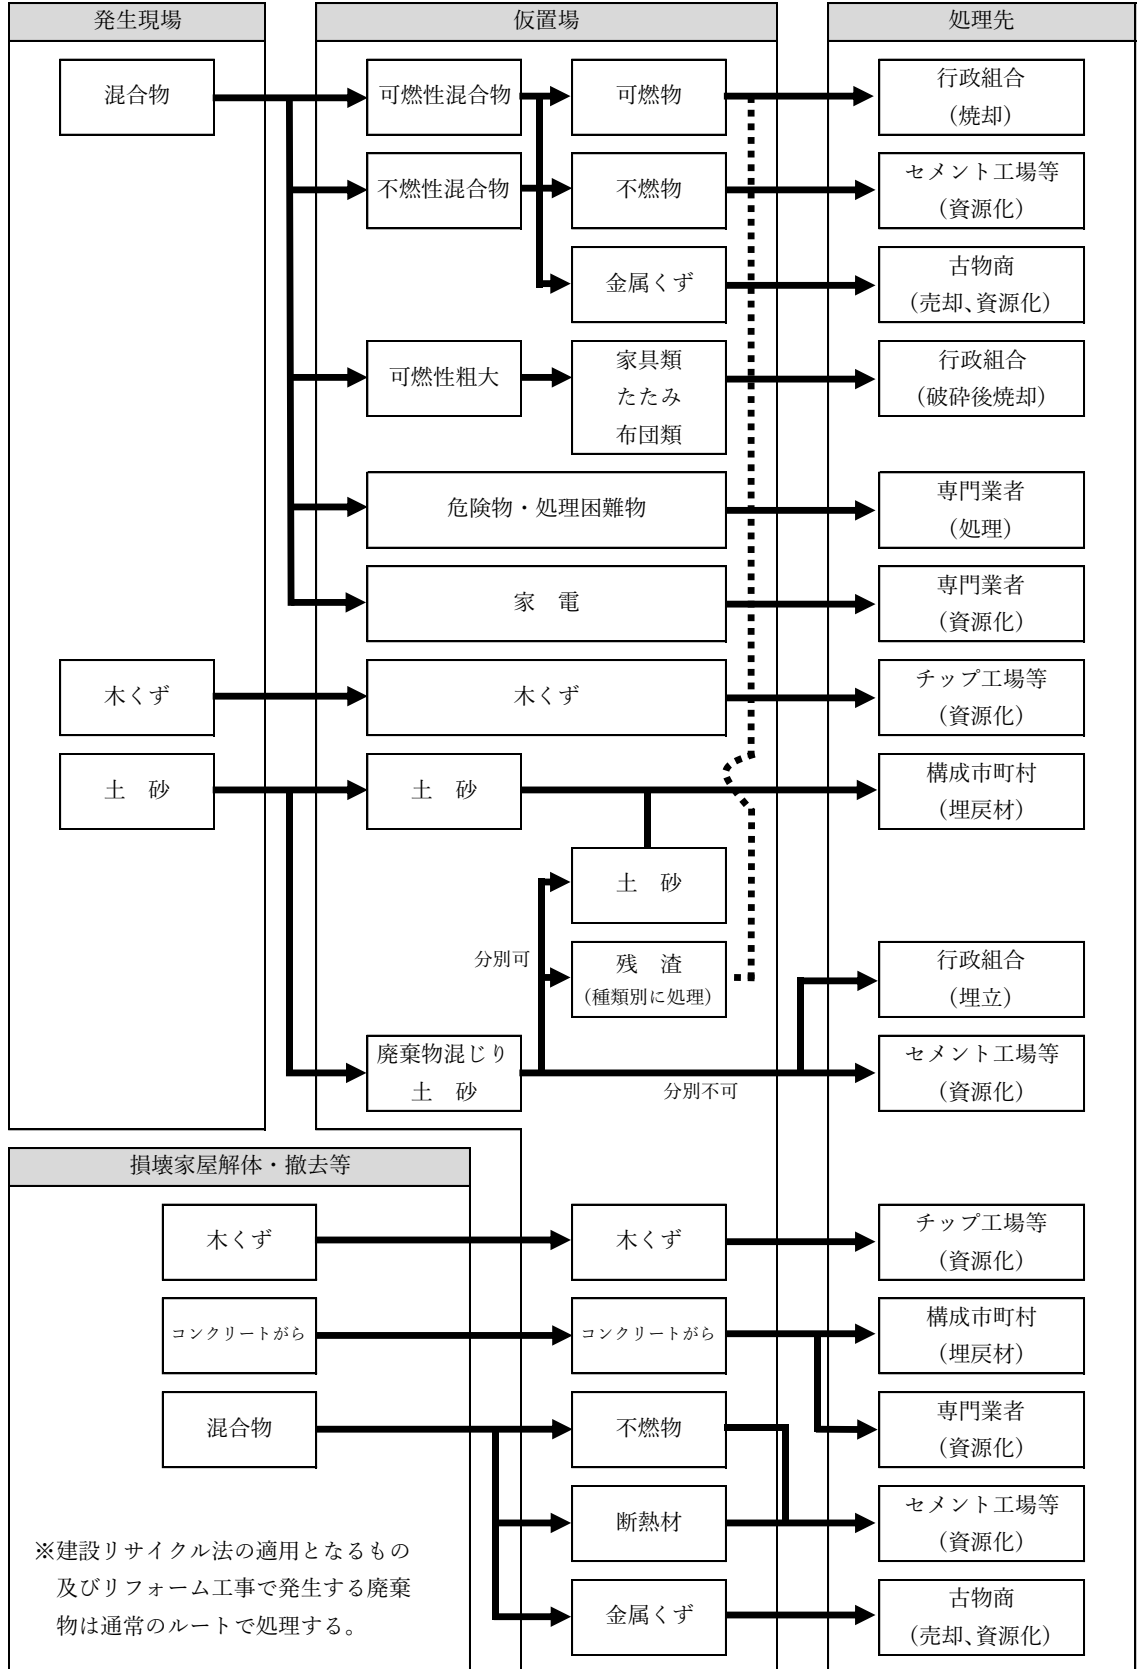 発生現場
仮置場
処理先
混合物
可燃性混合物
可燃物
行政組合
（焼却）
不燃性混合物
不燃物
セメント工場等
（資源化）
金属くず
古物商
（売却、資源化）
可燃性粗大
家具類
たたみ
布団類
行政組合
（破砕後焼却）
危険物・処理困難物
専門業者
（処理）
家　電
専門業者
（資源化）
木くず
木くず
チップ工場等
（資源化）
土　砂
土　砂
構成市町村
（埋戻材）
土　砂
分別可
残　渣
（種類別に処理）
行政組合
（埋立）
廃棄物混じり
土　砂
分別不可
セメント工場等
（資源化）
損壊家屋解体・撤去等
木くず
木くず
チップ工場等
（資源化）
コンクリートがら
コンクリートがら
構成市町村
（埋戻材）
専門業者
（資源化）
混合物
不燃物
断熱材
セメント工場等
（資源化）
金属くず
古物商
（売却、資源化）
※建設リサイクル法の適用となるもの
及びリフォーム工事で発生する廃棄
物は通常のルートで処理する。